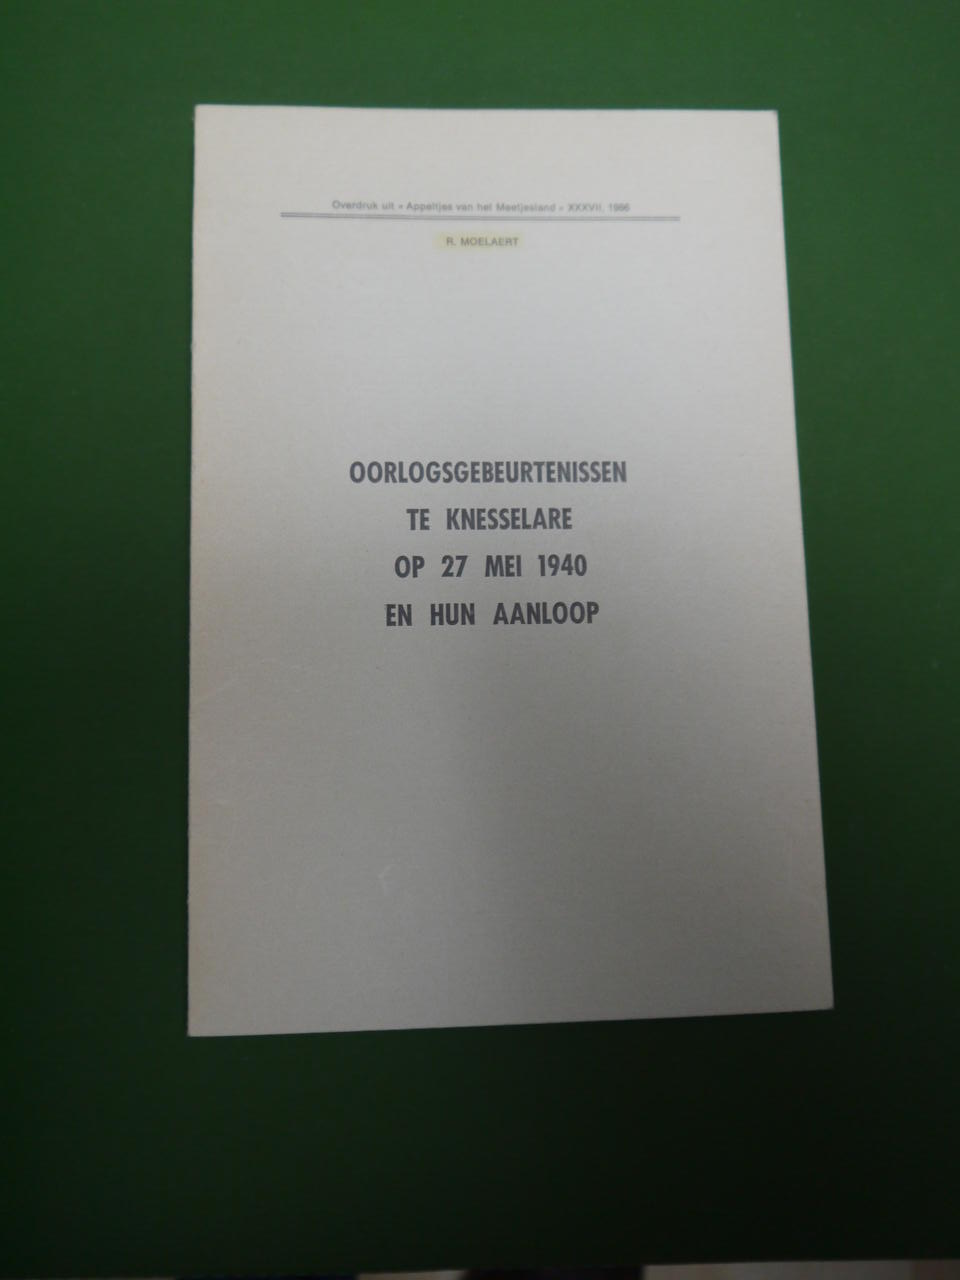 Overdruk uit « Appeltjes van het Meetjesland » XXXVII, 1986
R. MOELAERT
OORLOGSGEBEURTENISSEN
TE KNESSELARE
OP 27 MEI 1940
EN HUN AANLOOP